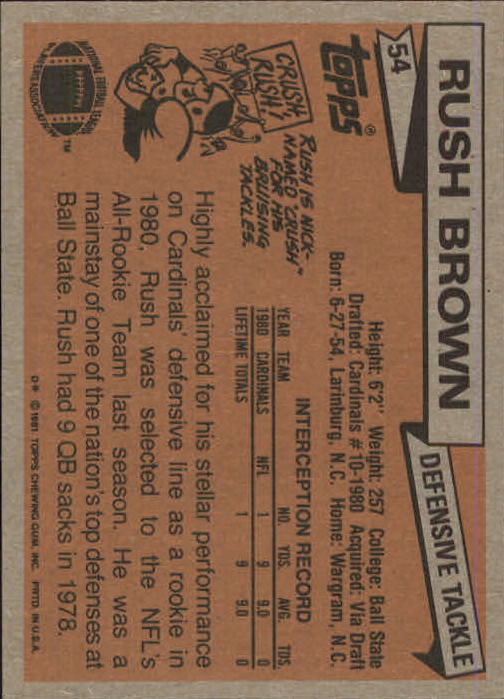 54
RUSH BROWN
DEFENSIVE TACKLE
topps®
Height: 6'2" Weight: 257 College: Ball State
Drafted: Cardinals #10-1980 Acquired: Via Draft
Born: 6-27-54, Larinburg, N.C. Home: Wargram, N.C.
CRUSH,
RUSH!
RUSH IS NICK-
NAMED "CRUSH"
FOR HIS
BRUISING
TACKLES.
INTERCEPTION RECORD
YEAR TEAM NO. YDS. AVG. TDS.
1980 CARDINALS NFL 1 9 9.0 0
LIFETIME TOTALS 1 9 9.0 0
Highly acclaimed for his stellar performance
on Cardinals' defensive line as a rookie in
1980, Rush was selected to the NFL's
All-Rookie Team last season. He was a
mainstay of one of the nation's top defenses at
Ball State. Rush had 9 QB sacks in 1978.
NATIONAL FOOTBALL LEAGUE
PLAYERS ASSOCIATION
TM
D* © 1981 TOPPS CHEWING GUM, INC. PRTD. IN U.S.A.